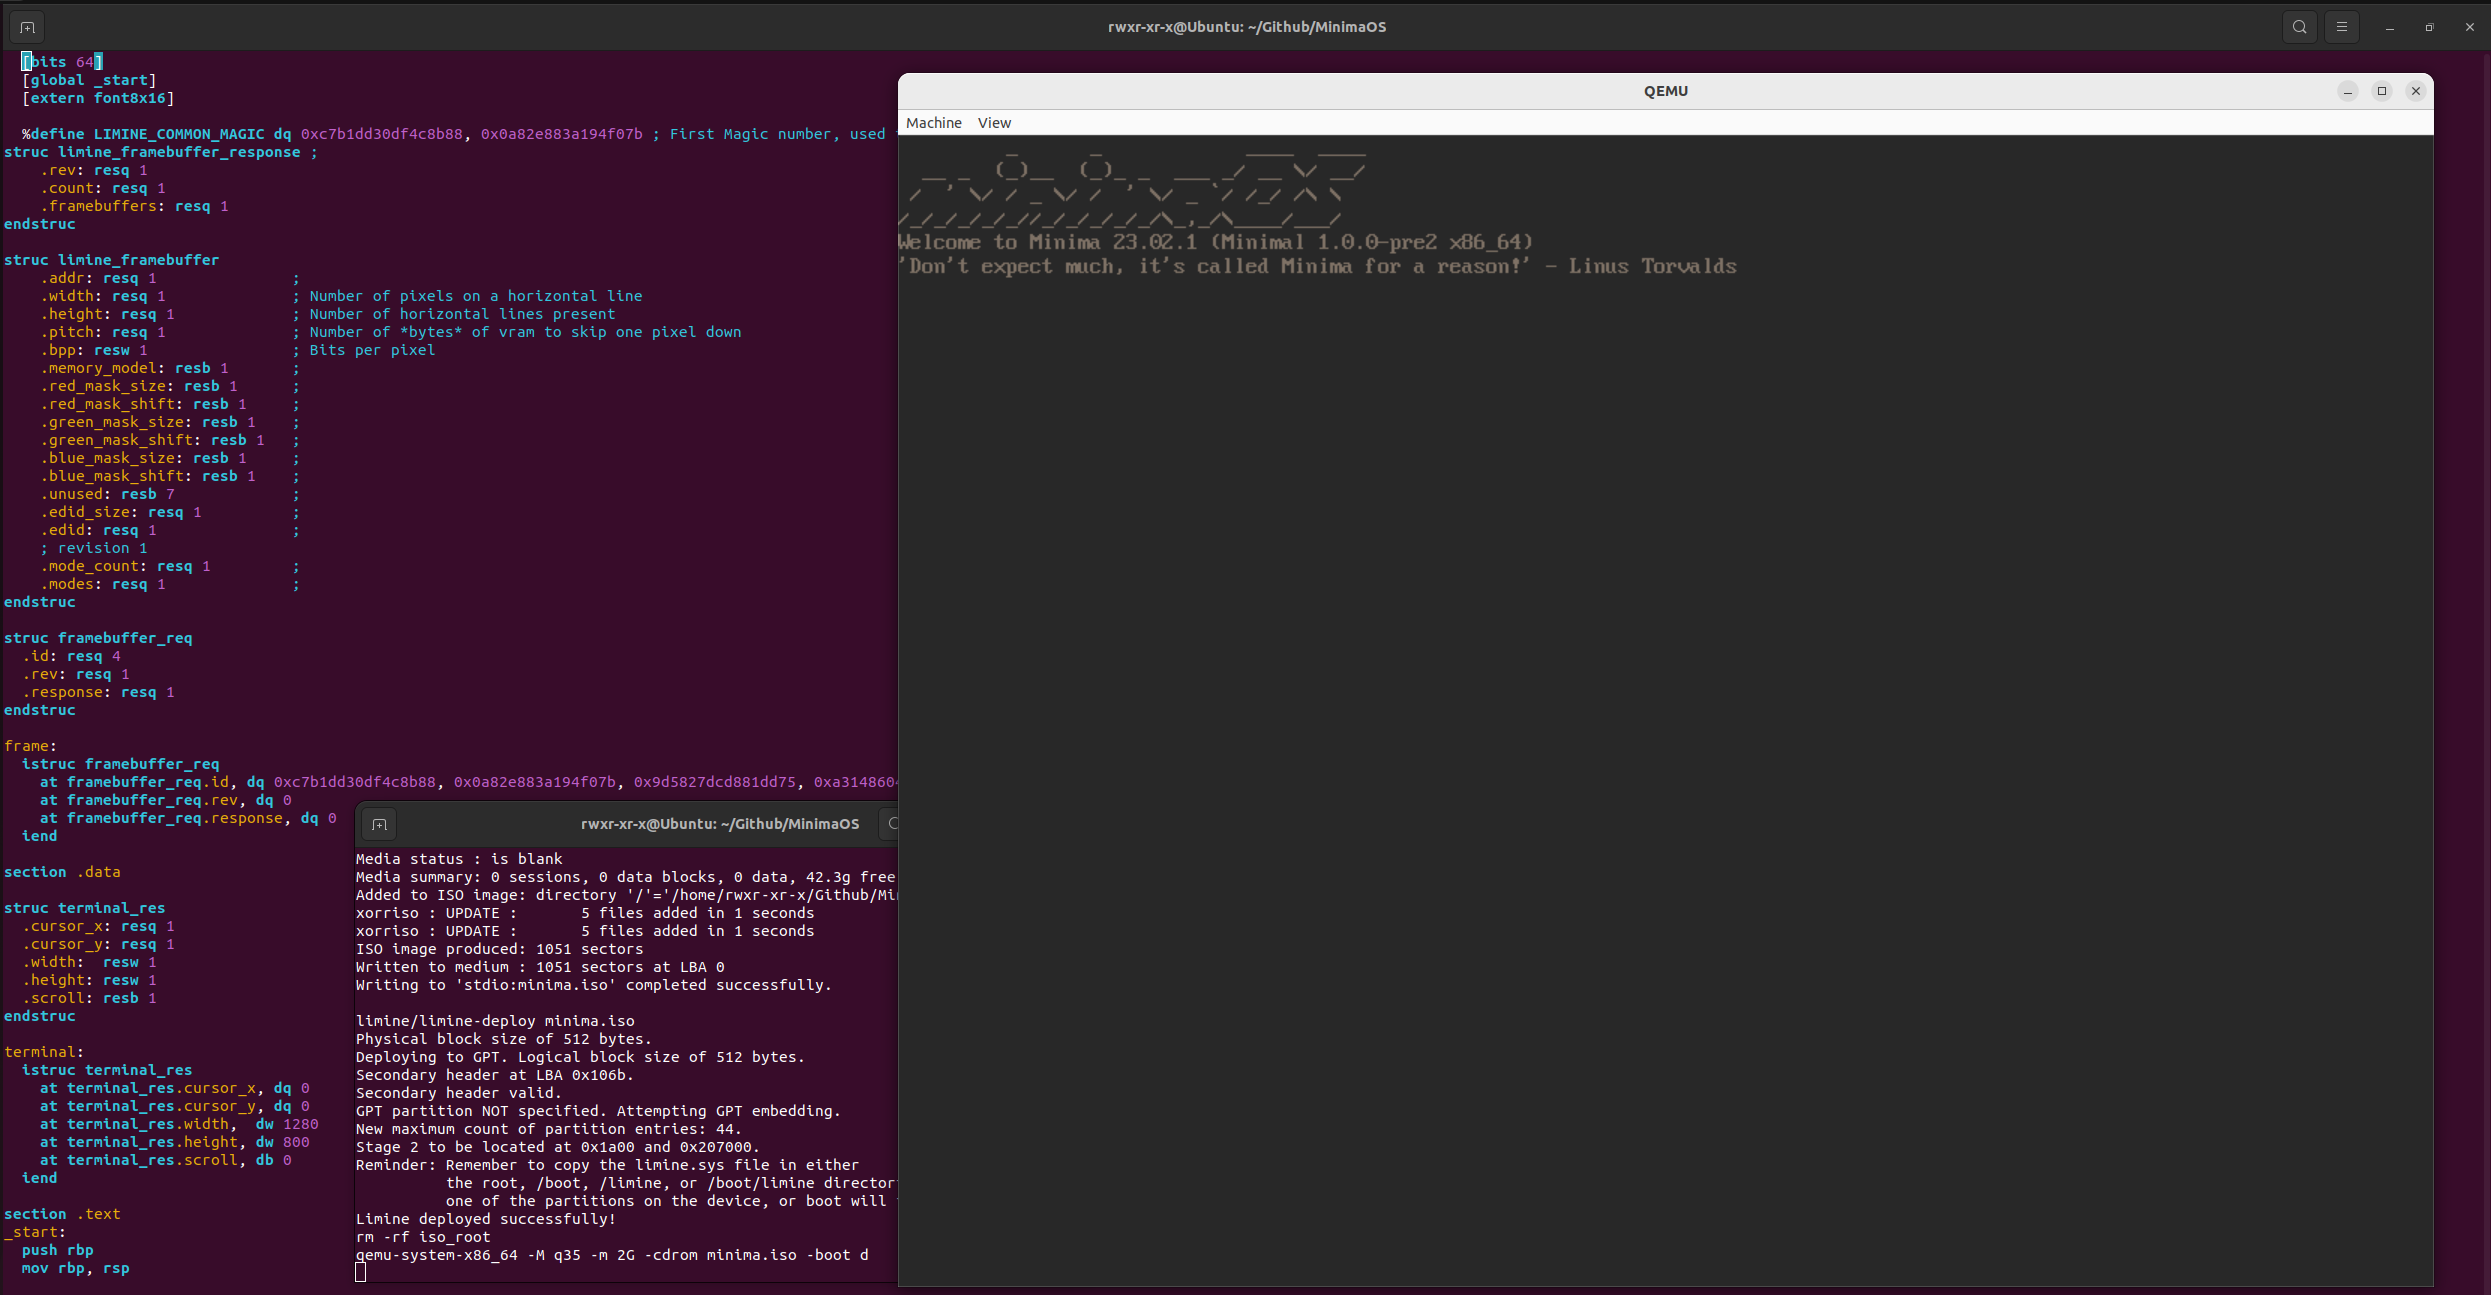 rwxr-xr-x@Ubuntu: ~/Github/MinimaOS
[bits 64]
[global _start]
[extern font8x16]
%define LIMINE_COMMON_MAGIC dq 0xc7b1dd30df4c8b88, 0x0a82e883a194f07b ; First Magic number, used
struc limine_framebuffer_response ;
.rev: resq 1
.count: resq 1
.framebuffers: resq 1
endstruc
struc limine_framebuffer
.addr: resq 1 ;
.width: resq 1 ; Number of pixels on a horizontal line
.height: resq 1 ; Number of horizontal lines present
.pitch: resq 1 ; Number of *bytes* of vram to skip one pixel down
.bpp: resw 1 ; Bits per pixel
.memory_model: resb 1 ;
.red_mask_size: resb 1 ;
.red_mask_shift: resb 1 ;
.green_mask_size: resb 1 ;
.green_mask_shift: resb 1 ;
.blue_mask_size: resb 1 ;
.blue_mask_shift: resb 1 ;
.unused: resb 7 ;
.edid_size: resq 1 ;
.edid: resq 1 ;
; revision 1
.mode_count: resq 1 ;
.modes: resq 1 ;
endstruc
struc framebuffer_req
.id: resq 4
.rev: resq 1
.response: resq 1
endstruc
frame:
istruc framebuffer_req
at framebuffer_req.id, dq 0xc7b1dd30df4c8b88, 0x0a82e883a194f07b, 0x9d5827dcd881dd75, 0xa314860
at framebuffer_req.rev, dq 0
at framebuffer_req.response, dq 0
iend
section .data
struc terminal_res
.cursor_x: resq 1
.cursor_y: resq 1
.width: resw 1
.height: resw 1
.scroll: resb 1
endstruc
terminal:
istruc terminal_res
at terminal_res.cursor_x, dq 0
at terminal_res.cursor_y, dq 0
at terminal_res.width, dw 1280
at terminal_res.height, dw 800
at terminal_res.scroll, db 0
iend
section .text
_start:
push rbp
mov rbp, rsp
rwxr-xr-x@Ubuntu: ~/Github/MinimaOS
Media status : is blank
Media summary: 0 sessions, 0 data blocks, 0 data, 42.3g free
Added to ISO image: directory '/'='/home/rwxr-xr-x/Github/Mi
xorriso : UPDATE : 5 files added in 1 seconds
xorriso : UPDATE : 5 files added in 1 seconds
ISO image produced: 1051 sectors
Written to medium : 1051 sectors at LBA 0
Writing to 'stdio:minima.iso' completed successfully.
limine/limine-deploy minima.iso
Physical block size of 512 bytes.
Deploying to GPT. Logical block size of 512 bytes.
Secondary header at LBA 0x106b.
Secondary header valid.
GPT partition NOT specified. Attempting GPT embedding.
New maximum count of partition entries: 44.
Stage 2 to be located at 0x1a00 and 0x207000.
Reminder: Remember to copy the limine.sys file in either
the root, /boot, /limine, or /boot/limine director
one of the partitions on the device, or boot will
Limine deployed successfully!
rm -rf iso_root
qemu-system-x86_64 -M q35 -m 2G -cdrom minima.iso -boot d
QEMU
Machine View
Welcome to Minima 23.02.1 (Minimal 1.0.0-pre2 x86_64)
'Don't expect much, it's called Minima for a reason!' - Linus Torvalds